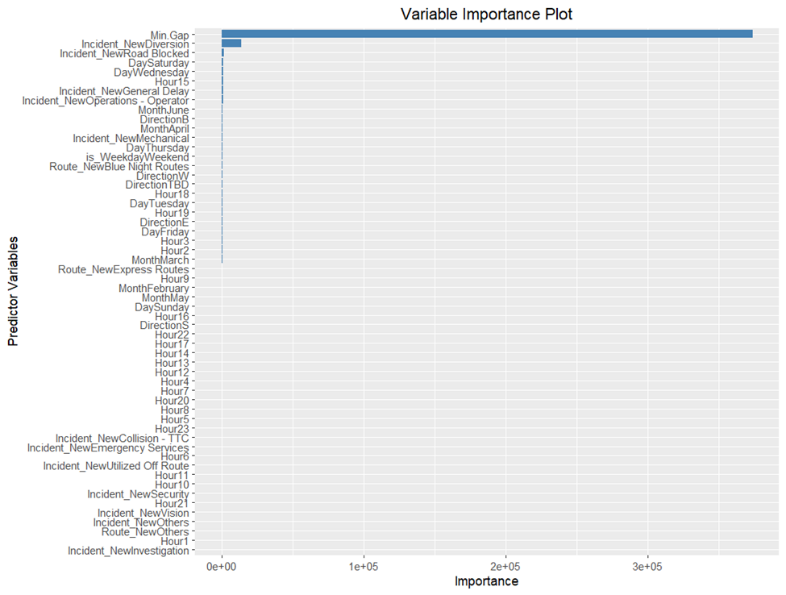 Variable Importance Plot
Min.Gap
Incident_NewDiversion
Incident_NewRoad Blocked
DaySaturday
DayWednesday
Hour15
Incident_NewGeneral Delay
Incident_NewOperations - Operator
MonthJune
DirectionB
MonthApril
Incident_NewMechanical
DayThursday
is_WeekdayWeekend
Route_NewBlue Night Routes
DirectionW
DirectionTBD
Hour18
DayTuesday
Hour19
DirectionE
DayFriday
Hour3
Hour2
MonthMarch
Route_NewExpress Routes
Hour9
MonthFebruary
MonthMay
DaySunday
Hour16
DirectionS
Hour22
Hour17
Hour14
Hour13
Hour12
Hour4
Hour7
Hour20
Hour8
Hour5
Hour23
Incident_NewCollision - TTC
Incident_NewEmergency Services
Hour6
Incident_NewUtilized Off Route
Hour11
Hour10
Incident_NewSecurity
Hour21
Incident_NewVision
Incident_NewOthers
Route_NewOthers
Hour1
Incident_NewInvestigation
Predictor Variables
0e+00 1e+05 2e+05 3e+05
Importance